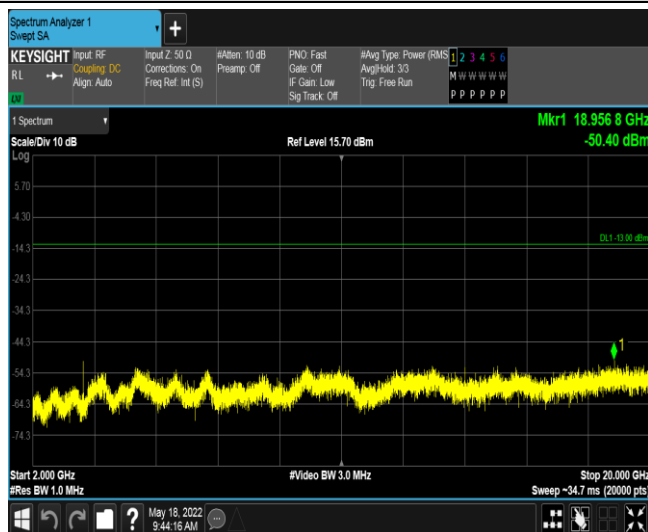 Spectrum Analyzer 1
Swept SA
KEYSIGHT
RL
LM
Input: RF
Coupling: DC
Align: Auto
Input Z: 50 Ω
Corrections: On
Freq Ref: Int (S)
#Atten: 10 dB
Preamp: Off
PNO: Fast
Gate: Off
IF Gain: Low
Sig Track: Off
#Avg Type: Power (RMS
Avg|Hold: 3/3
Trig: Free Run
1 2 3 4 5 6
M W W W W W
P P P P P P
1 Spectrum
Scale/Div 10 dB
Log
Ref Level 15.70 dBm
Mkr1 18.956 8 GHz
-50.40 dBm
5.70
-4.30
-14.3
-24.3
-34.3
-44.3
-54.3
-64.3
-74.3
DL1 -13.00 dBm
1
Start 2.000 GHz
#Res BW 1.0 MHz
#Video BW 3.0 MHz
Stop 20.000 GHz
Sweep ~34.7 ms (20000 pts)
?
May 18, 2022
9:44:16 AM